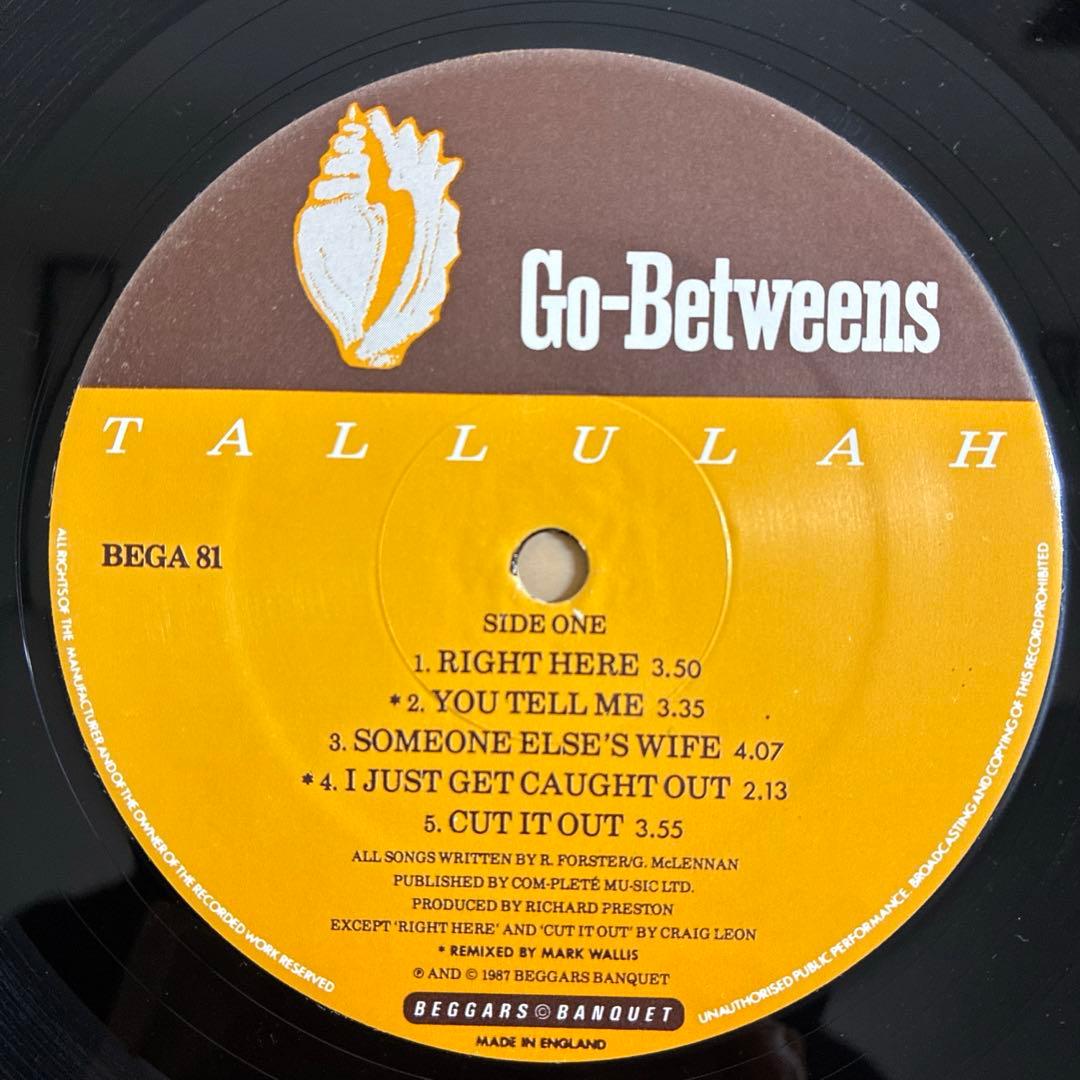 Go-Betweens
TALLULAH
BEGA 81
SIDE ONE
1. RIGHT HERE 3.50
*2. YOU TELL ME 3.35
3. SOMEONE ELSE'S WIFE 4.07
*4. I JUST GET CAUGHT OUT 2.13
5. CUT IT OUT 3.55
ALL SONGS WRITTEN BY R. FORSTER/G. McLENNAN
PUBLISHED BY COM-PLETÉ MU-SIC LTD.
PRODUCED BY RICHARD PRESTON
EXCEPT 'RIGHT HERE' AND 'CUT IT OUT' BY CRAIG LEON
* REMIXED BY MARK WALLIS
℗ AND © 1987 BEGGARS BANQUET
BEGGARS © BANQUET
MADE IN ENGLAND
ALL RIGHTS OF THE MANUFACTURER AND OF THE OWNER OF THE RECORDED WORK RESERVED
UNAUTHORISED PUBLIC PERFORMANCE, BROADCASTING AND COPYING OF THIS RECORD PROHIBITED